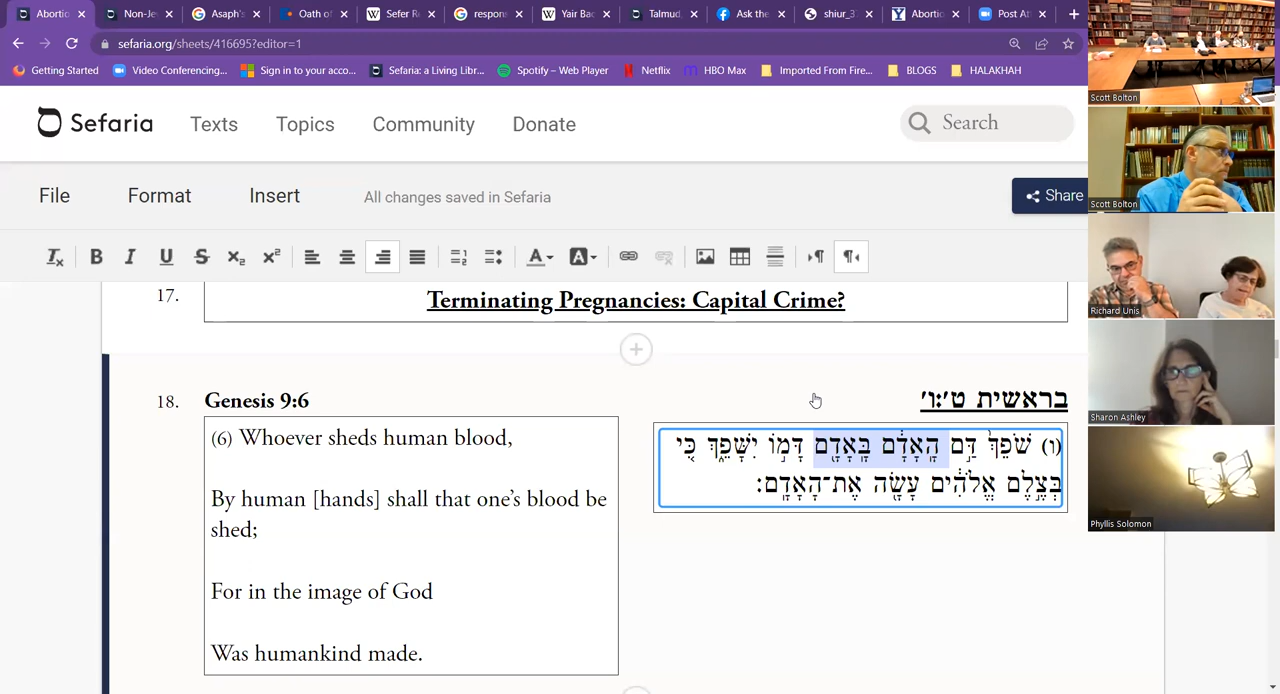 Abortio
Non-Je
Asaph's
Oath of
Sefer R
respon
Yair Bac
Talmud,
Ask the
shiur_3
Abortio
Post At
sefaria.org/sheets/416695?editor=1
Getting Started
Video Conferencing...
Sign in to your acco...
Sefaria: a Living Libr...
Spotify – Web Player
Netflix
HBO Max
Imported From Fire...
BLOGS
HALAKHAH
Sefaria
Texts
Topics
Community
Donate
Search
File
Format
Insert
All changes saved in Sefaria
Share
17.
Terminating Pregnancies: Capital Crime?
18.
Genesis 9:6
(6) Whoever sheds human blood,
By human [hands] shall that one's blood be
shed;
For in the image of God
Was humankind made.
בראשית ט׳:ו׳
(ו) שֹׁפֵךְ֙ דַּ֣ם הָֽאָדָ֔ם בָּֽאָדָ֖ם דָּמ֣וֹ יִשָּׁפֵ֑ךְ כִּ֚י
בְּצֶ֣לֶם אֱלֹהִ֔ים עָשָׂ֖ה אֶת־הָאָדָֽם׃
Scott Bolton
Scott Bolton
Richard Unis
Sharon Ashley
Phyllis Solomon